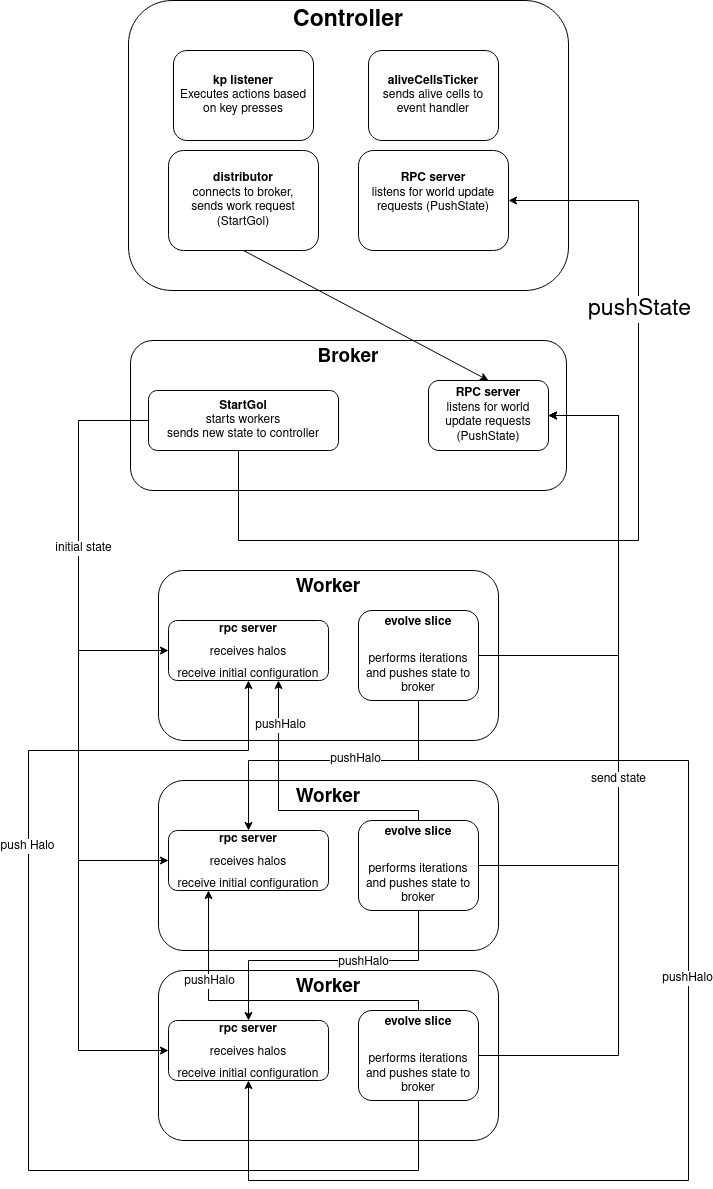 Controller
kp listener
Executes actions based
on key presses
aliveCellsTicker
sends alive cells to
event handler
distributor
connects to broker,
sends work request
(StartGol)
RPC server
listens for world update
requests (PushState)
pushState
Broker
StartGol
starts workers
sends new state to controller
RPC server
listens for world
update requests
(PushState)
initial state
Worker
rpc server
receives halos
receive initial configuration
evolve slice
performs iterations
and pushes state to
broker
pushHalo
pushHalo
send state
Worker
push Halo
rpc server
receives halos
receive initial configuration
evolve slice
performs iterations
and pushes state to
broker
pushHalo
pushHalo
pushHalo
Worker
rpc server
receives halos
receive initial configuration
evolve slice
performs iterations
and pushes state to
broker